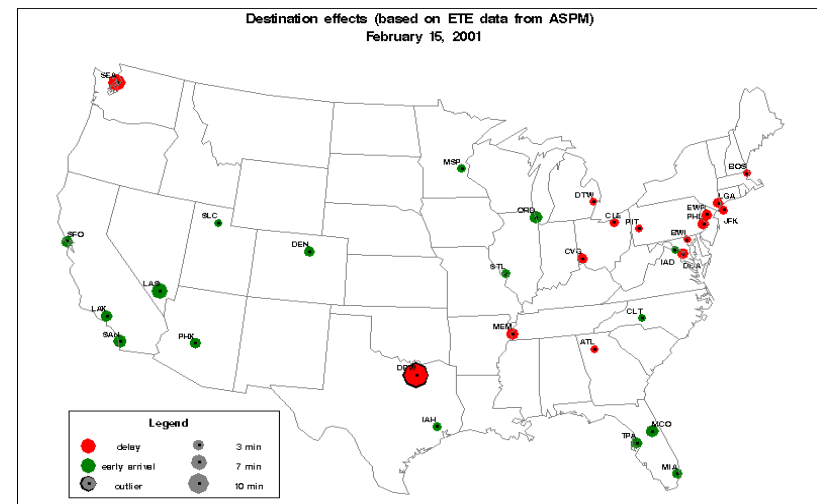 Destination effects (based on ETE data from ASPM)
February 15, 2001
SEA
MSP
BOS
DTW
LGA
SLC
ORD
CLE
PIT
EWR
PHL
JFK
SFO
DEN
BWI
CVG
IAD
DCA
STL
LAS
LAX
CLT
SAN
PHX
MEM
ATL
DFW
IAH
MCO
TPA
MIA
Legend
delay
3 min
early arrival
7 min
outlier
10 min